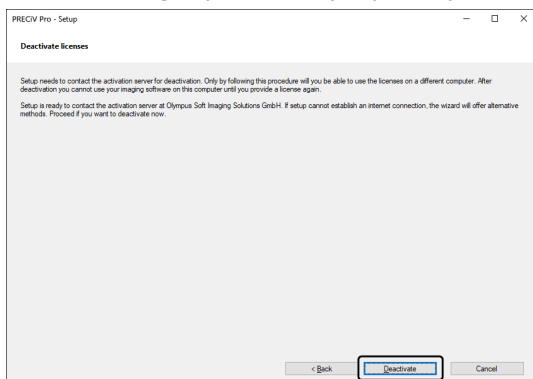 PRECiV Pro - Setup
Deactivate licenses
Setup needs to contact the activation server for deactivation. Only by following this procedure will you be able to use the licenses on a different computer. After
deactivation you cannot use your imaging software on this computer until you provide a license again.
Setup is ready to contact the activation server at Olympus Soft Imaging Solutions GmbH. If setup cannot establish an internet connection, the wizard will offer alternative
methods. Proceed if you want to deactivate now.
< Back
Deactivate
Cancel